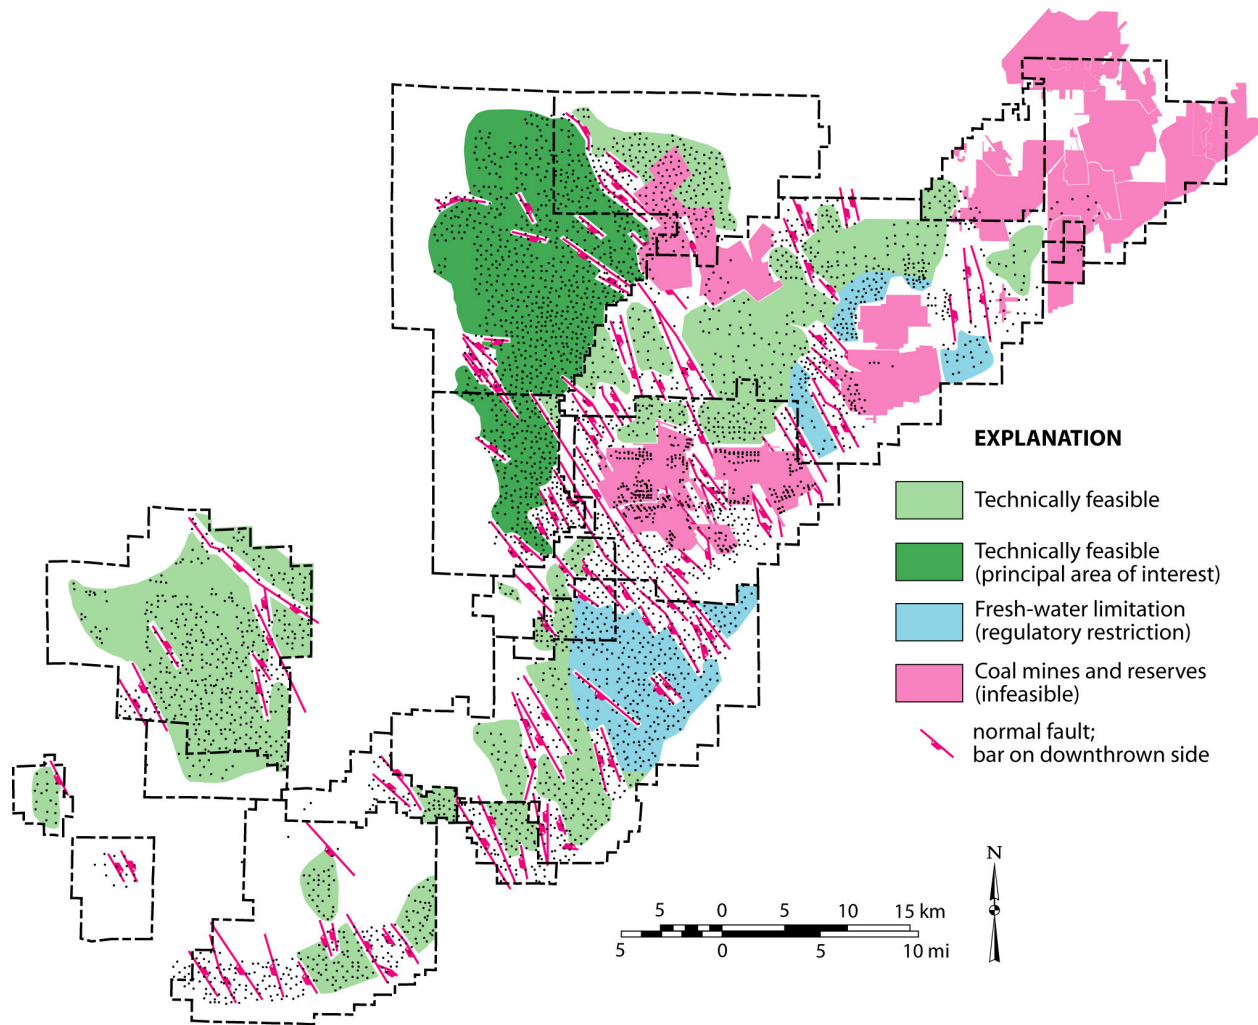 EXPLANATION
Technically feasible
Technically feasible
(principal area of interest)
Fresh-water limitation
(regulatory restriction)
Coal mines and reserves
(infeasible)
normal fault;
bar on downthrown side
N
5 0 5 10 15 km
5 0 5 10 mi